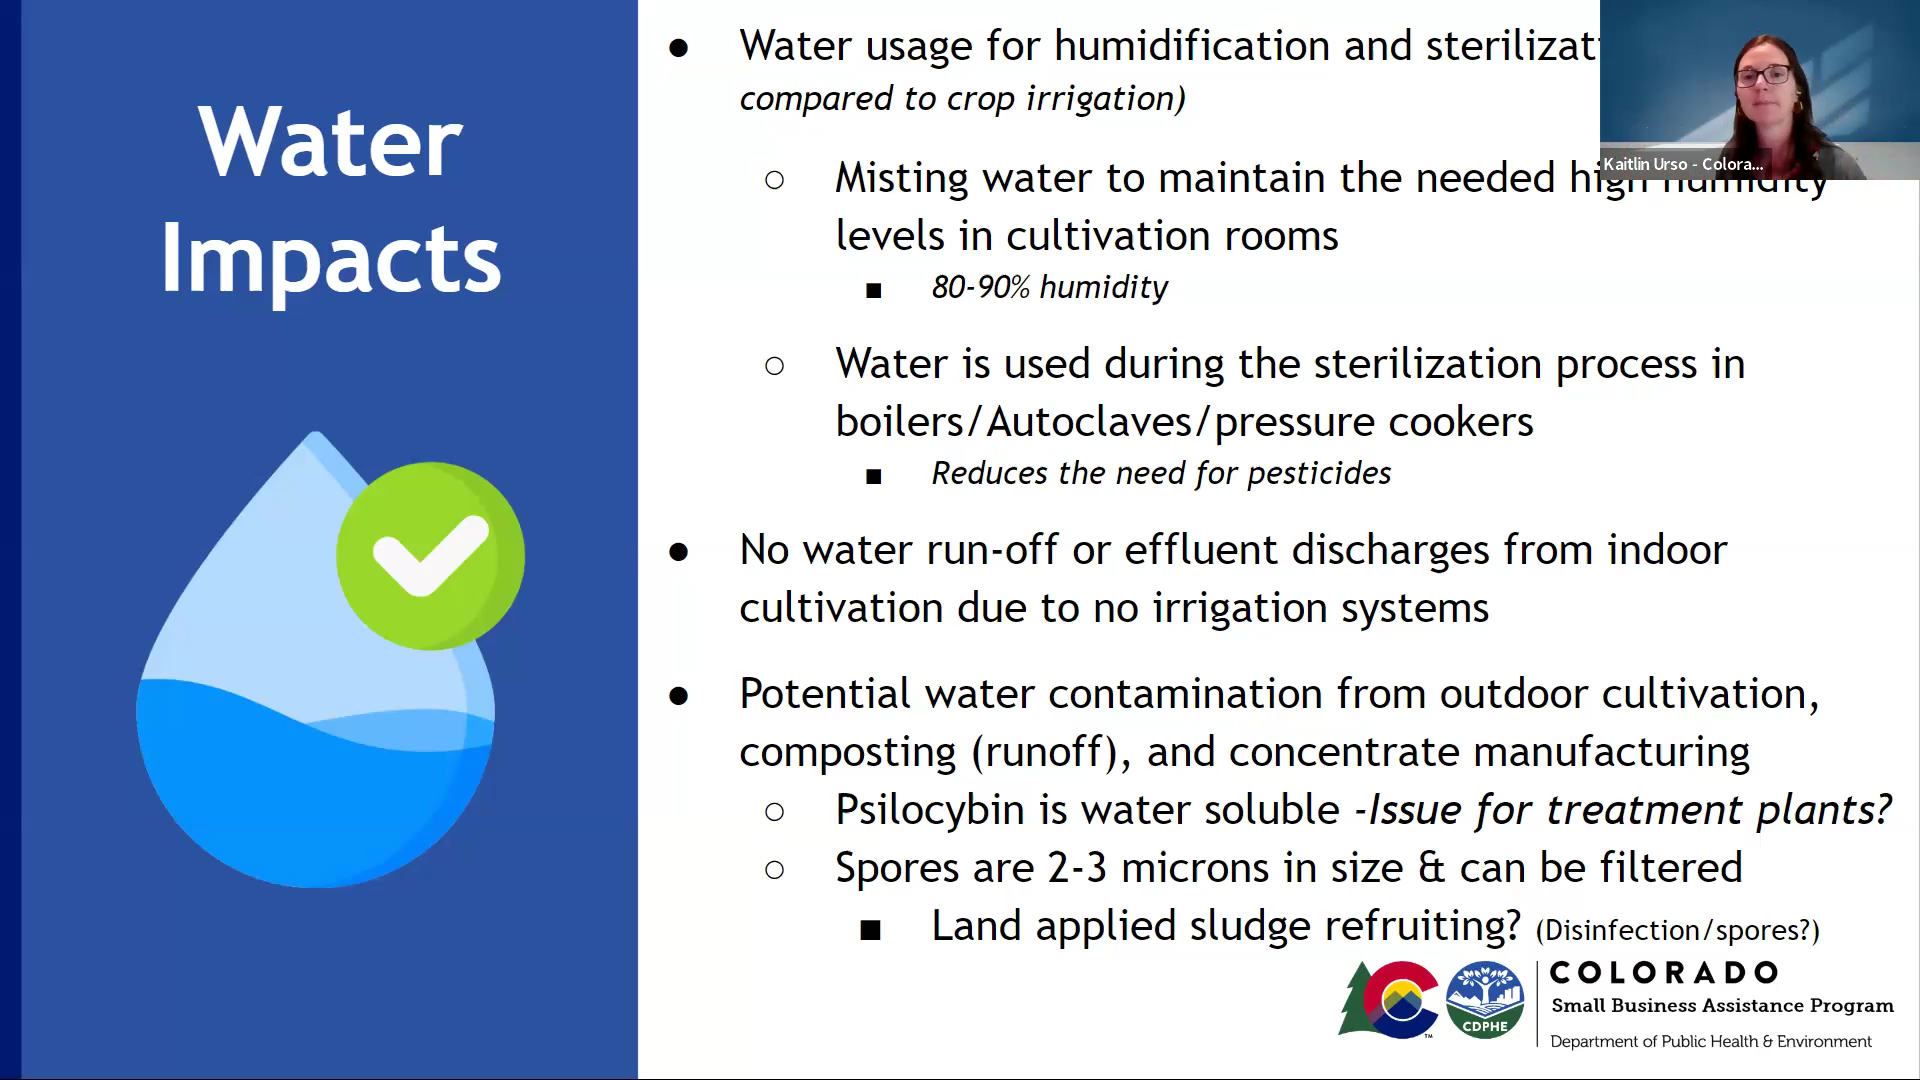 Water
Impacts
● Water usage for humidification and sterilizati
compared to crop irrigation)
○ Misting water to maintain the needed high humidity
levels in cultivation rooms
■ 80-90% humidity
○ Water is used during the sterilization process in
boilers/Autoclaves/pressure cookers
■ Reduces the need for pesticides
● No water run-off or effluent discharges from indoor
cultivation due to no irrigation systems
● Potential water contamination from outdoor cultivation,
composting (runoff), and concentrate manufacturing
○ Psilocybin is water soluble -Issue for treatment plants?
○ Spores are 2-3 microns in size & can be filtered
■ Land applied sludge refruiting? (Disinfection/spores?)
Kaitlin Urso - Colora...
CDPHE
TM
COLORADO
Small Business Assistance Program
Department of Public Health & Environment